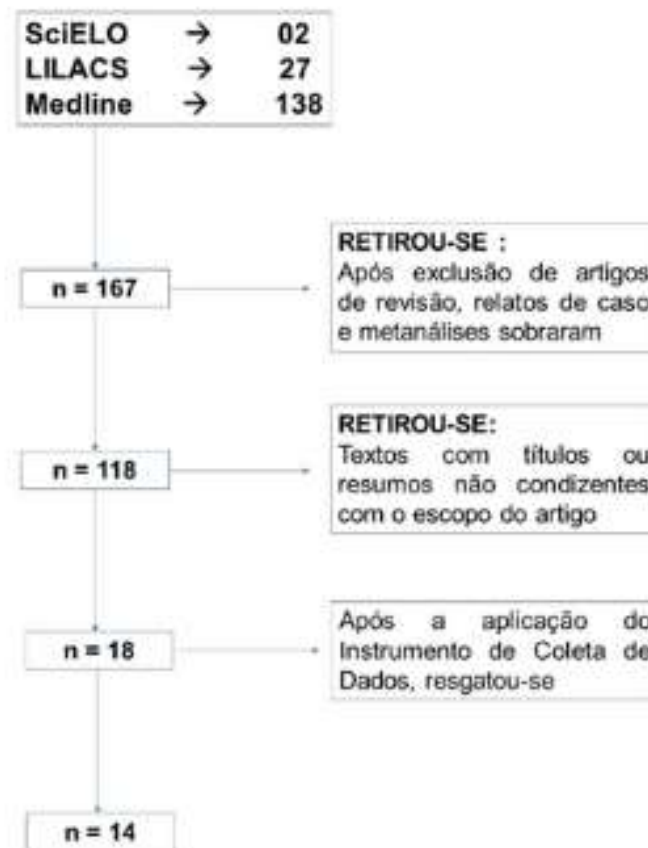 SciELO → 02
LILACS → 27
Medline → 138
n = 167
RETIROU-SE :
Após exclusão de artigos
de revisão, relatos de caso
e metanálises sobraram
n = 118
RETIROU-SE:
Textos com títulos ou
resumos não condizentes
com o escopo do artigo
n = 18
Após a aplicação do
Instrumento de Coleta de
Dados, resgatou-se
n = 14